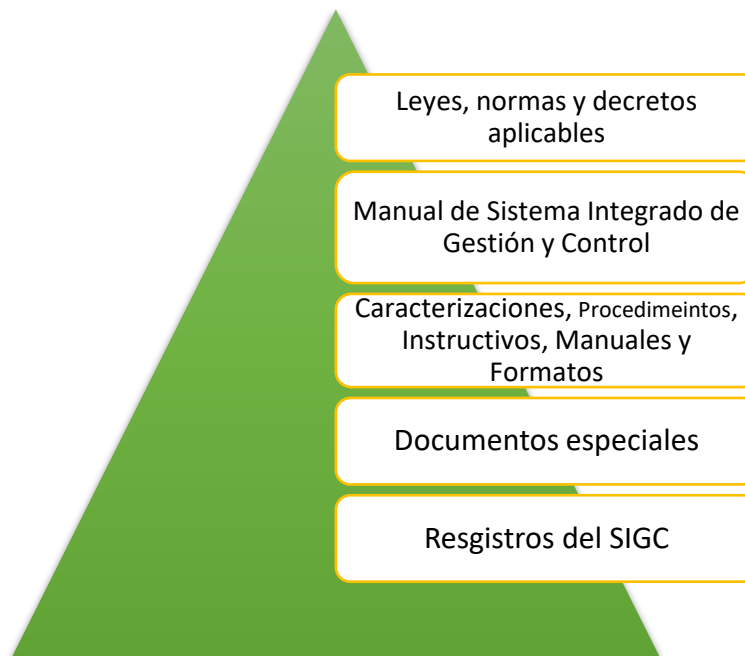 Leyes, normas y decretos
aplicables
Manual de Sistema Integrado de
Gestión y Control
Caracterizaciones, Procedimeintos,
Instructivos, Manuales y
Formatos
Documentos especiales
Resgistros del SIGC